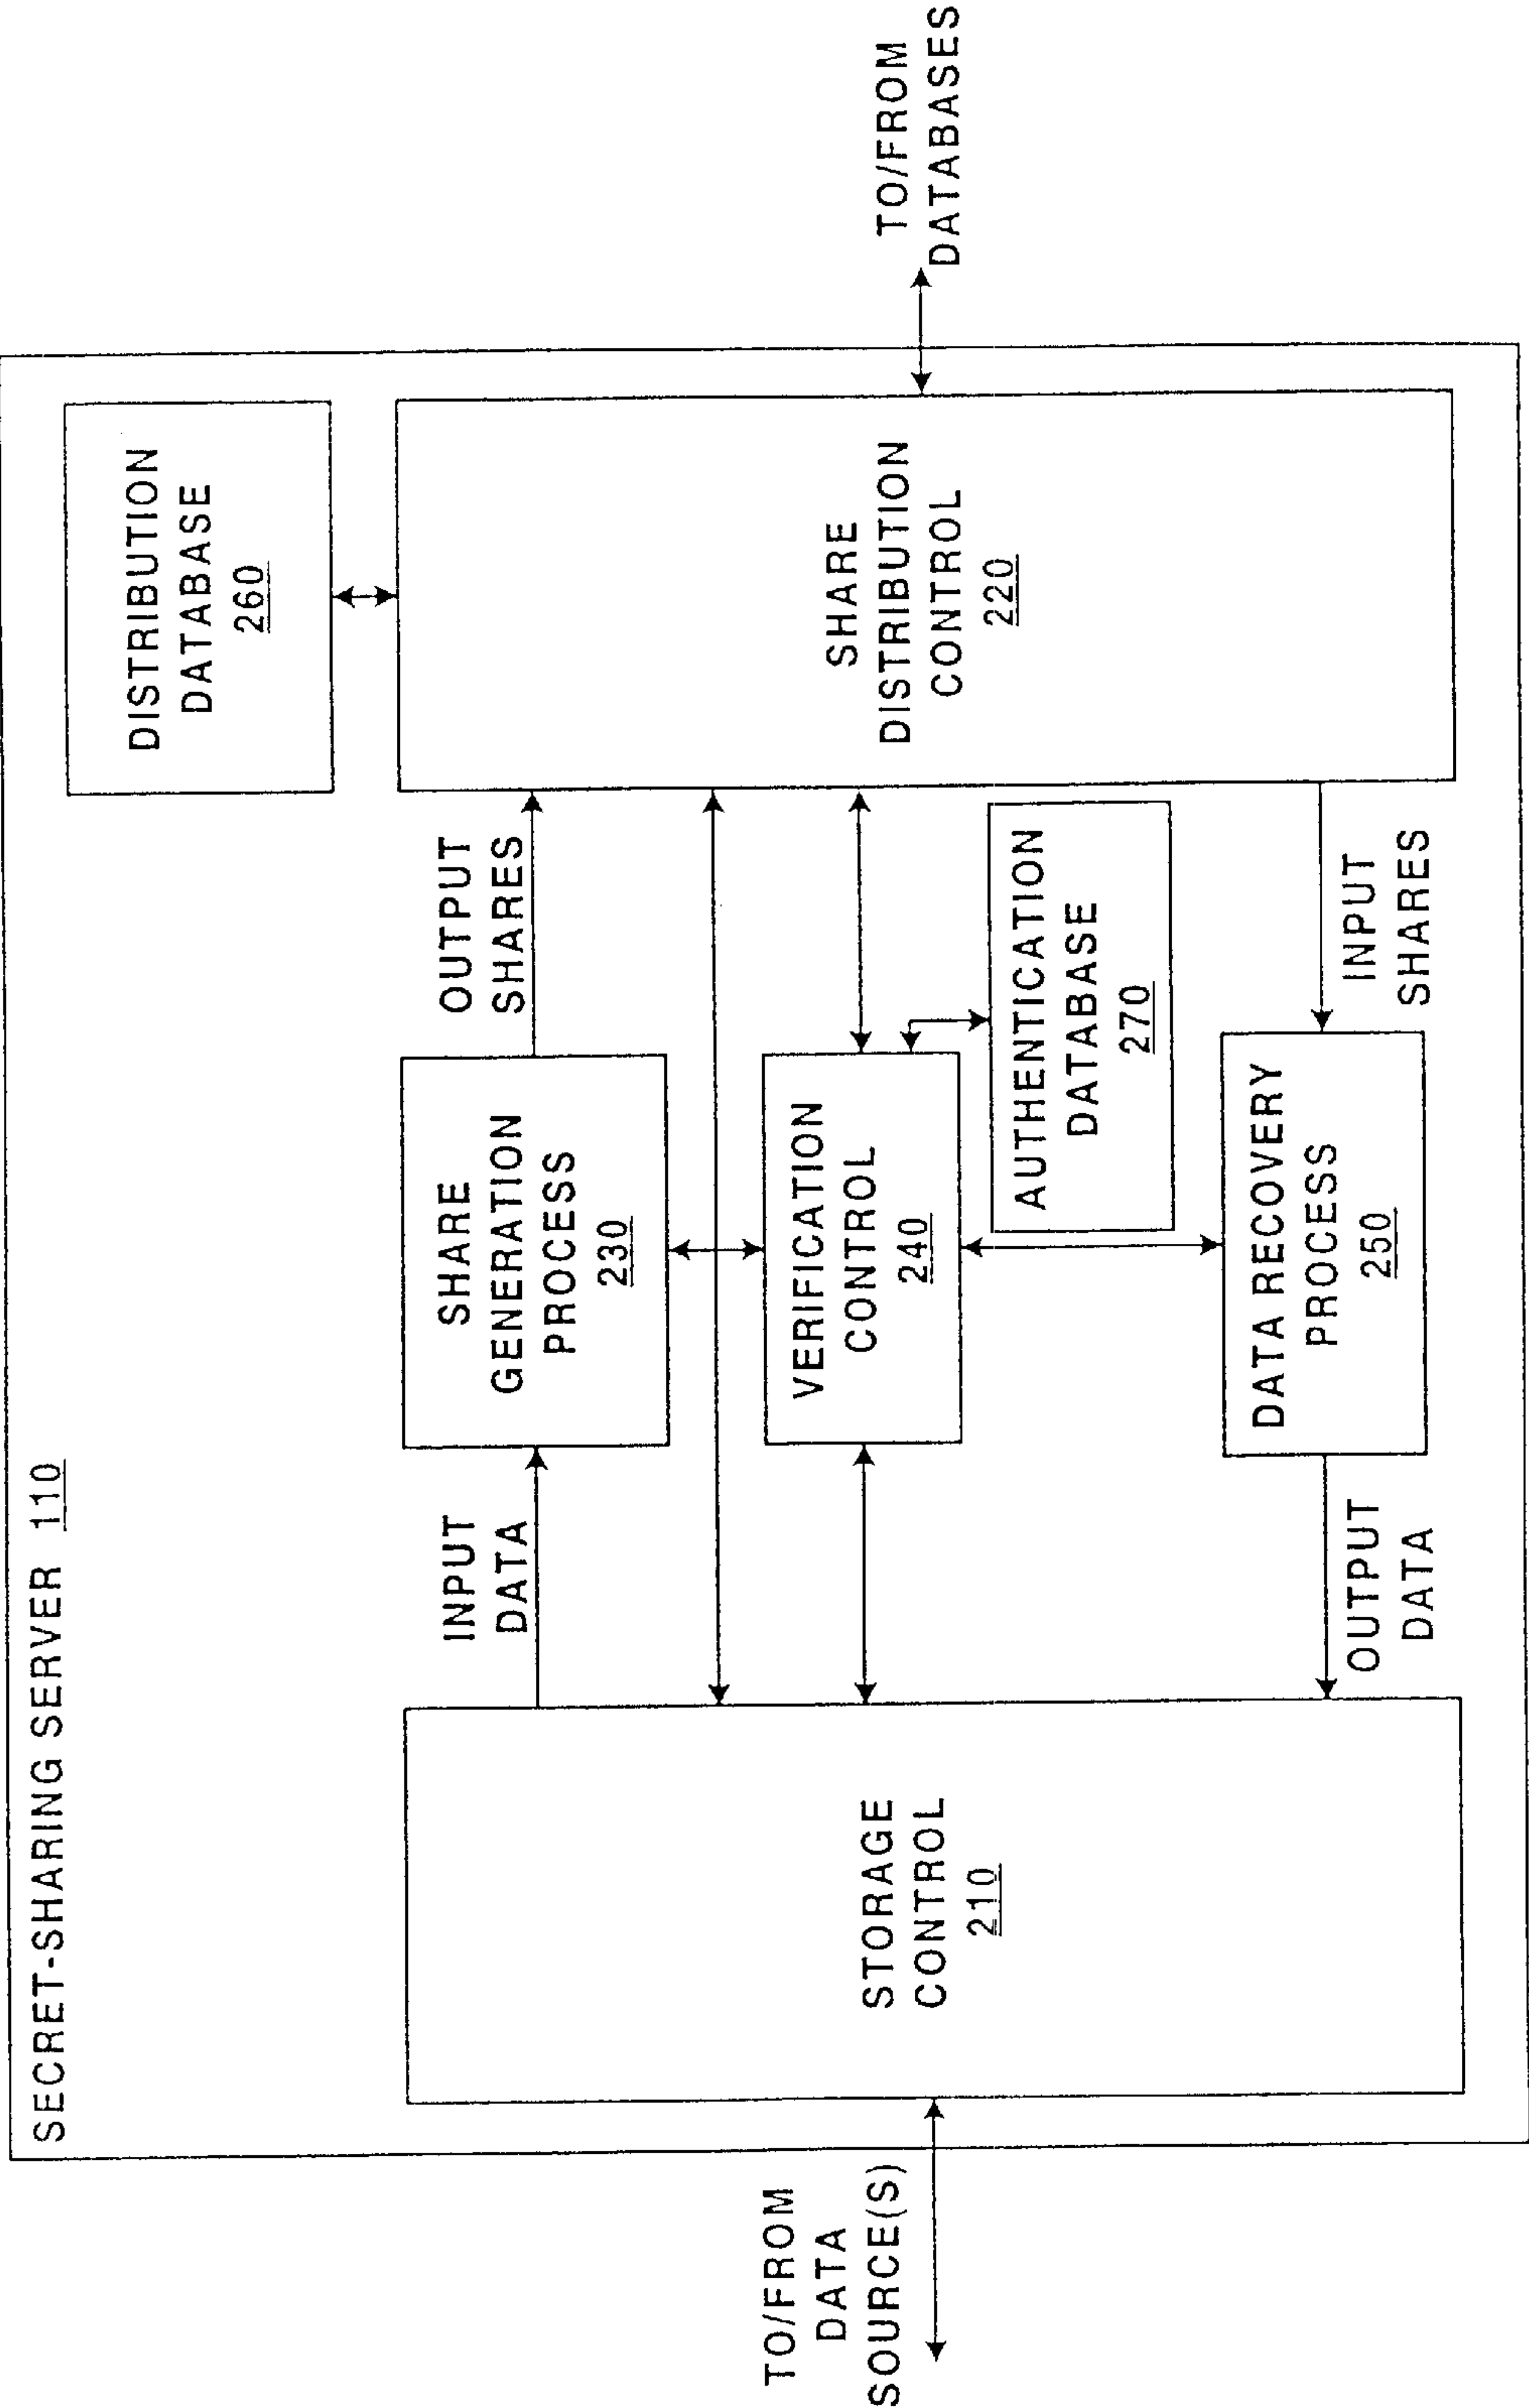 SECRET-SHARING SERVER 110
DISTRIBUTION
DATABASE
260
INPUT
DATA
SHARE
GENERATION
PROCESS
230
OUTPUT
SHARES
TO/FROM
DATA
SOURCE(S)
STORAGE
CONTROL
210
VERIFICATION
CONTROL
240
AUTHENTICATION
DATABASE
270
SHARE
DISTRIBUTION
CONTROL
220
TO/FROM
DATABASES
OUTPUT
DATA
DATA RECOVERY
PROCESS
250
INPUT
SHARES